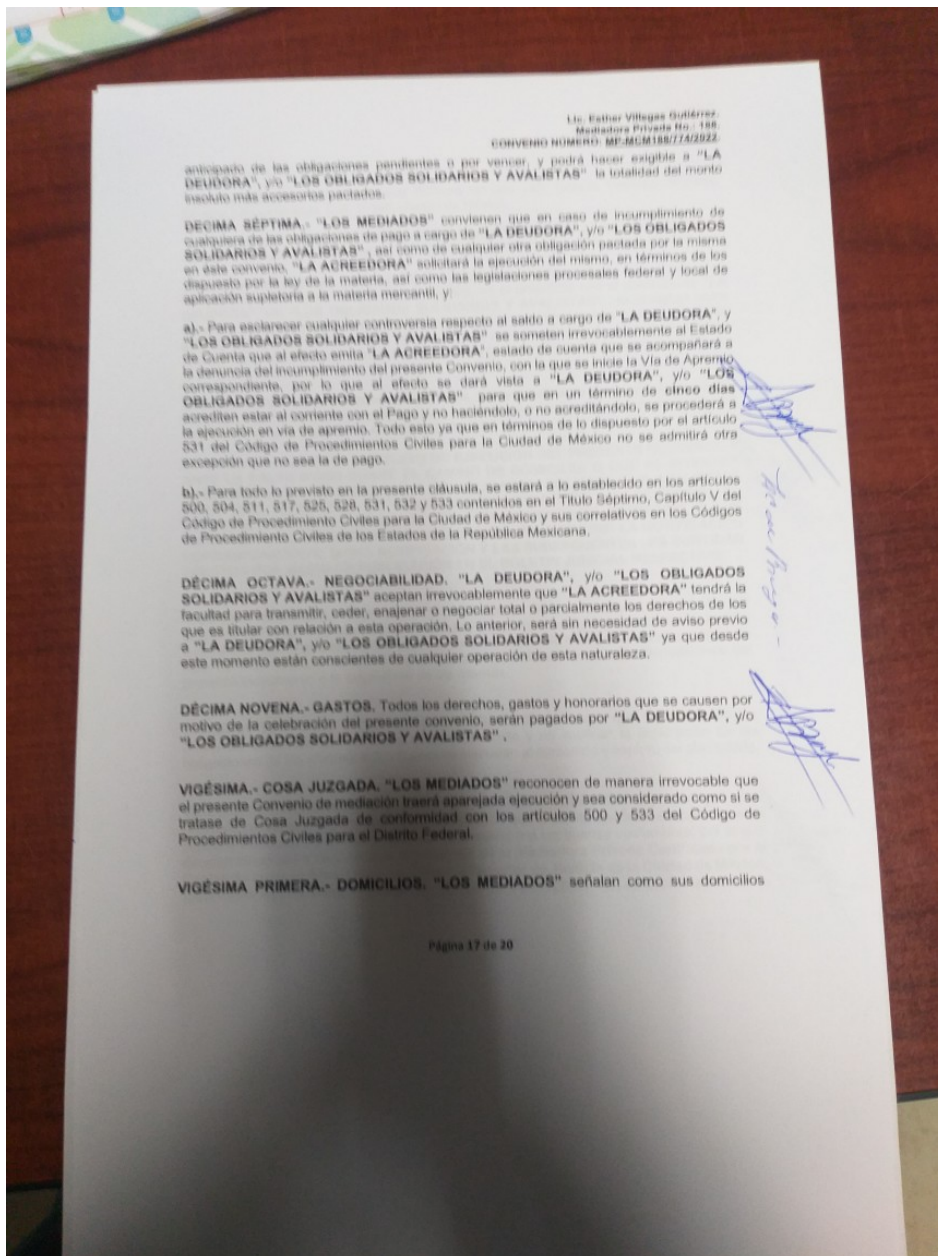 Lic. Esther Villegas Gutiérrez.
Mediadora Privada No.- 188.
CONVENIO NÚMERO: MP-MCM188/774/2022.
anticipado de las obligaciones pendientes o por vencer, y podrá hacer exigible a "LA
DEUDORA", y/o "LOS OBLIGADOS SOLIDARIOS Y AVALISTAS" la totalidad del monto
insoluto más accesorios pactados.
DECIMA SÉPTIMA.- "LOS MEDIADOS" convienen que en caso de incumplimiento de
cualquiera de las obligaciones de pago a cargo de "LA DEUDORA", y/o "LOS OBLIGADOS
SOLIDARIOS Y AVALISTAS" , así como de cualquier otra obligación pactada por la misma
en éste convenio, "LA ACREEDORA" solicitará la ejecución del mismo, en términos de los
dispuesto por la ley de la materia, así como las legislaciones procesales federal y local de
aplicación supletoria a la materia mercantil, y:
a).- Para esclarecer cualquier controversia respecto al saldo a cargo de "LA DEUDORA", y
"LOS OBLIGADOS SOLIDARIOS Y AVALISTAS" se someten irrevocablemente al Estado
de Cuenta que al efecto emita "LA ACREEDORA", estado de cuenta que se acompañará a
la denuncia del incumplimiento del presente Convenio, con la que se inicie la Vía de Apremio
correspondiente, por lo que al efecto se dará vista a "LA DEUDORA", y/o "LOS
OBLIGADOS SOLIDARIOS Y AVALISTAS" para que en un término de cinco días
acrediten estar al corriente con el Pago y no haciéndolo, o no acreditándolo, se procederá a
la ejecución en vía de apremio. Todo esto ya que en términos de lo dispuesto por el artículo
531 del Código de Procedimientos Civiles para la Ciudad de México no se admitirá otra
excepción que no sea la de pago.
b).- Para todo lo previsto en la presente cláusula, se estará a lo establecido en los artículos
500, 504, 511, 517, 525, 528, 531, 532 y 533 contenidos en el Titulo Séptimo, Capítulo V del
Código de Procedimiento Civiles para la Ciudad de México y sus correlativos en los Códigos
de Procedimiento Civiles de los Estados de la República Mexicana.
DÉCIMA OCTAVA.- NEGOCIABILIDAD. "LA DEUDORA", y/o "LOS OBLIGADOS
SOLIDARIOS Y AVALISTAS" aceptan irrevocablemente que "LA ACREEDORA" tendrá la
facultad para transmitir, ceder, enajenar o negociar total o parcialmente los derechos de los
que es titular con relación a esta operación. Lo anterior, será sin necesidad de aviso previo
a "LA DEUDORA", y/o "LOS OBLIGADOS SOLIDARIOS Y AVALISTAS" ya que desde
este momento están conscientes de cualquier operación de esta naturaleza.
DÉCIMA NOVENA.- GASTOS. Todos los derechos, gastos y honorarios que se causen por
motivo de la celebración del presente convenio, serán pagados por "LA DEUDORA", y/o
"LOS OBLIGADOS SOLIDARIOS Y AVALISTAS" .
VIGÉSIMA.- COSA JUZGADA. "LOS MEDIADOS" reconocen de manera irrevocable que
el presente Convenio de mediación traerá aparejada ejecución y sea considerado como si se
tratase de Cosa Juzgada de conformidad con los artículos 500 y 533 del Código de
Procedimientos Civiles para el Distrito Federal.
VIGÉSIMA PRIMERA.- DOMICILIOS. "LOS MEDIADOS" señalan como sus domicilios
Página 17 de 20